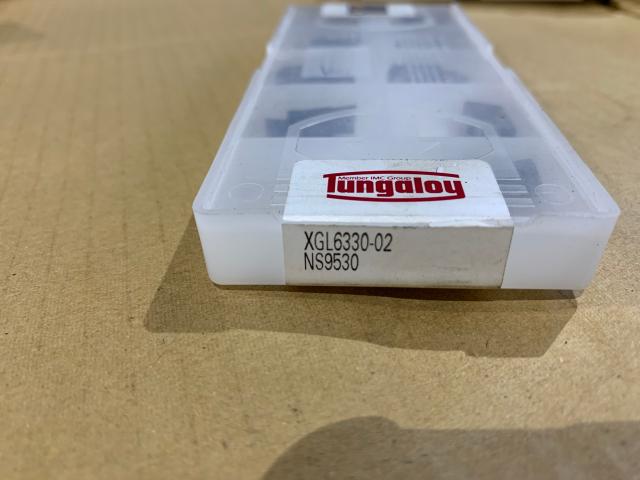 Member IMC Group
Tungaloy
XGL6330-02
NS9530